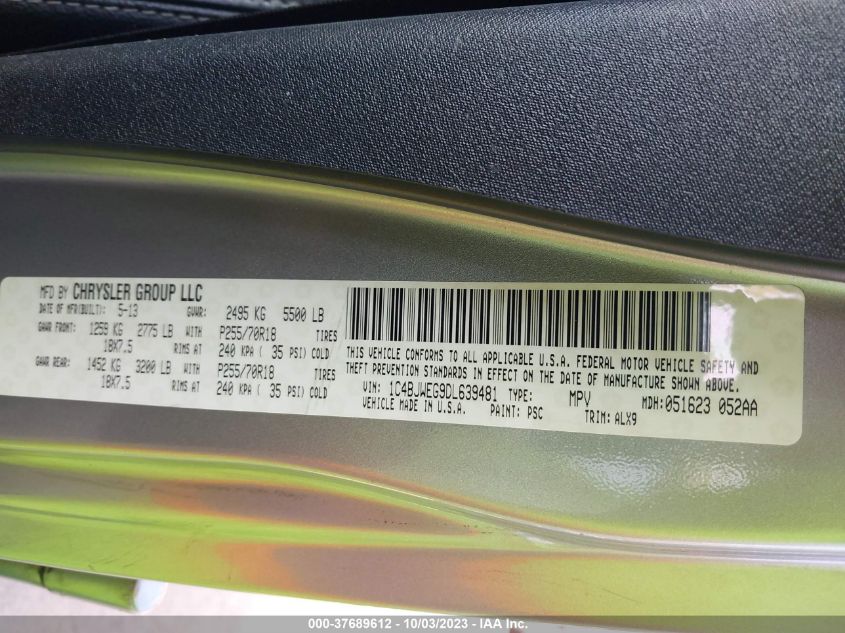 MFD BY CHRYSLER GROUP LLC
DATE OF MFR(BUILT): 5-13 GVWR: 2495 KG 5500 LB
GAWR FRONT: 1259 KG 2775 LB WITH P255/70R18 TIRES
18X7.5 RIMS AT 240 KPA ( 35 PSI) COLD
GAWR REAR: 1452 KG 3200 LB WITH P255/70R18 TIRES
18X7.5 RIMS AT 240 KPA ( 35 PSI) COLD
THIS VEHICLE CONFORMS TO ALL APPLICABLE U.S.A. FEDERAL MOTOR VEHICLE SAFETY AND
THEFT PREVENTION STANDARDS IN EFFECT ON THE DATE OF MANUFACTURE SHOWN ABOVE.
VIN: 1C4BJWEG9DL639481 TYPE: MPV MDH: 051623 052AA
VEHICLE MADE IN U.S.A. PAINT: PSC TRIM: ALX9
000-37689612 - 10/03/2023 - IAA Inc.